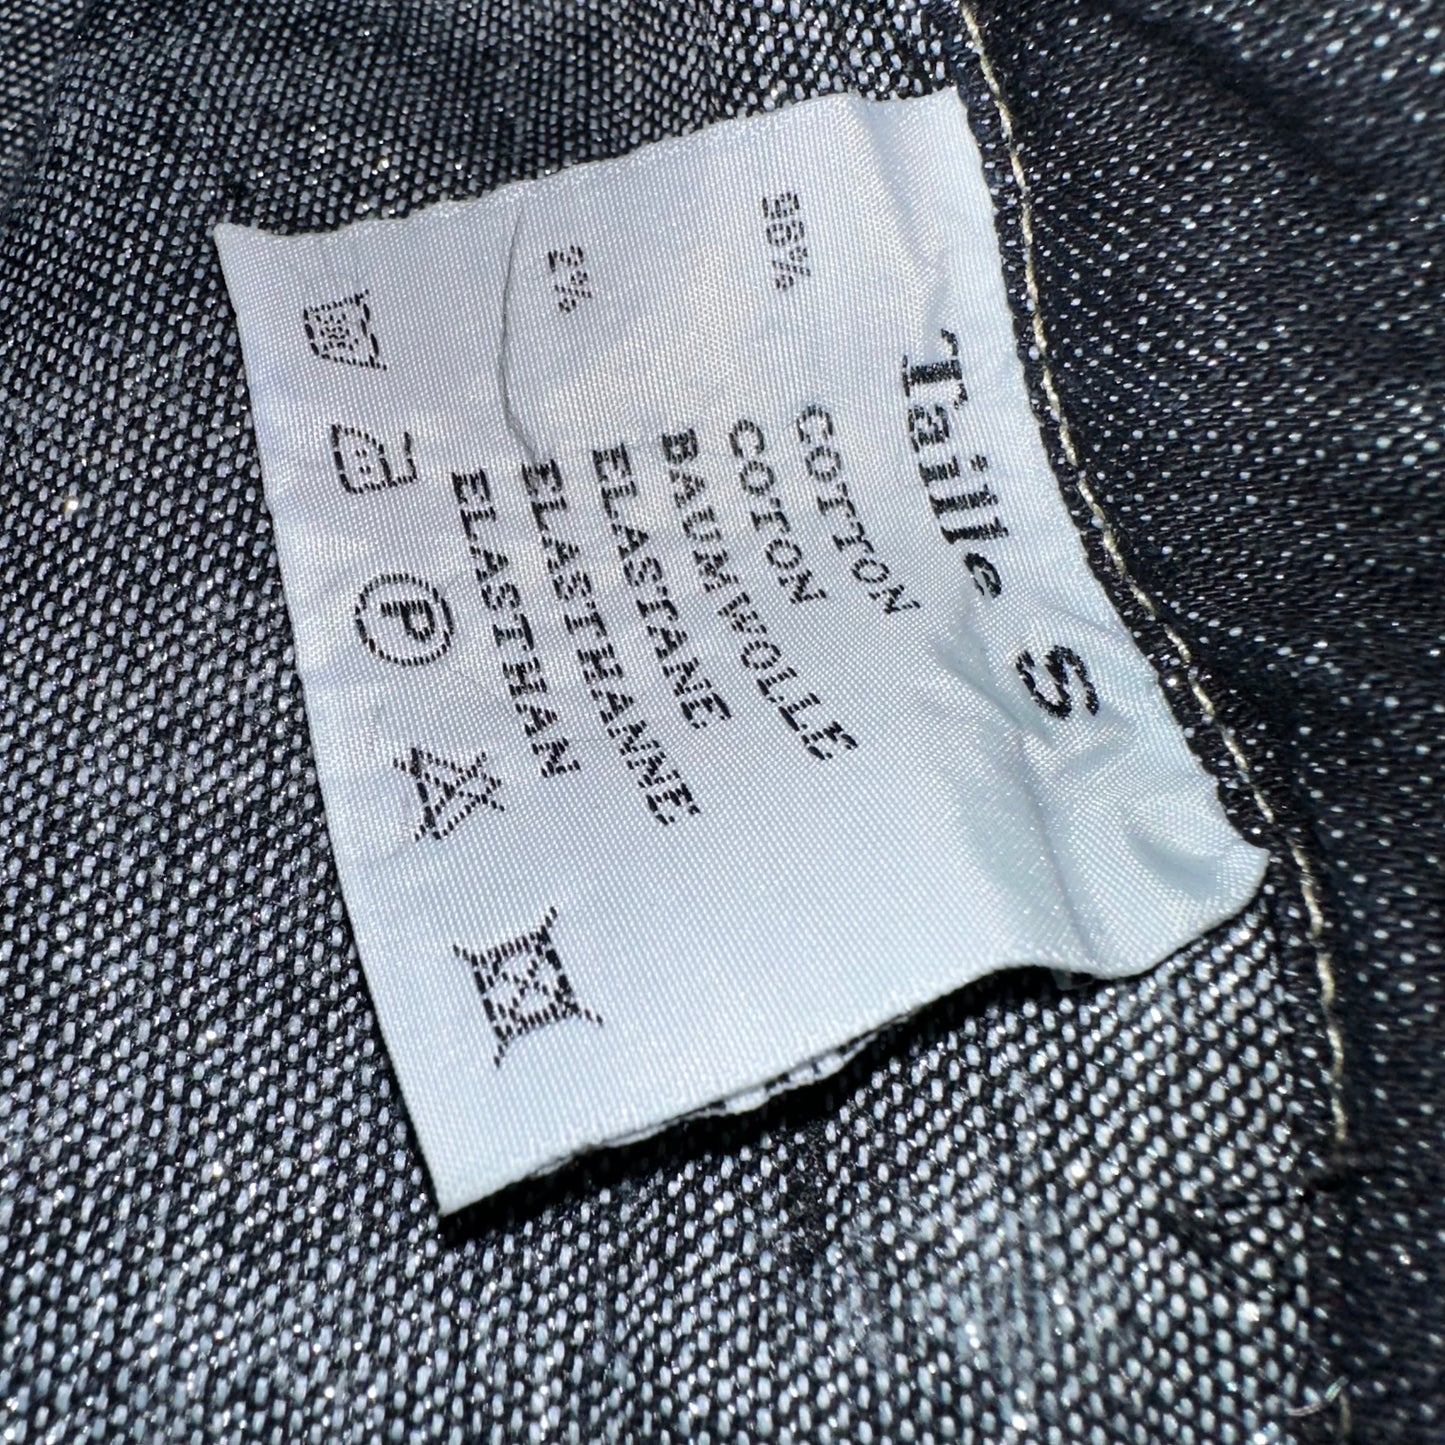 Taille S
98% COTTON
COTON
BAUMWOLLE
2% ELASTANE
ELASTHANNE
ELASTHAN
P